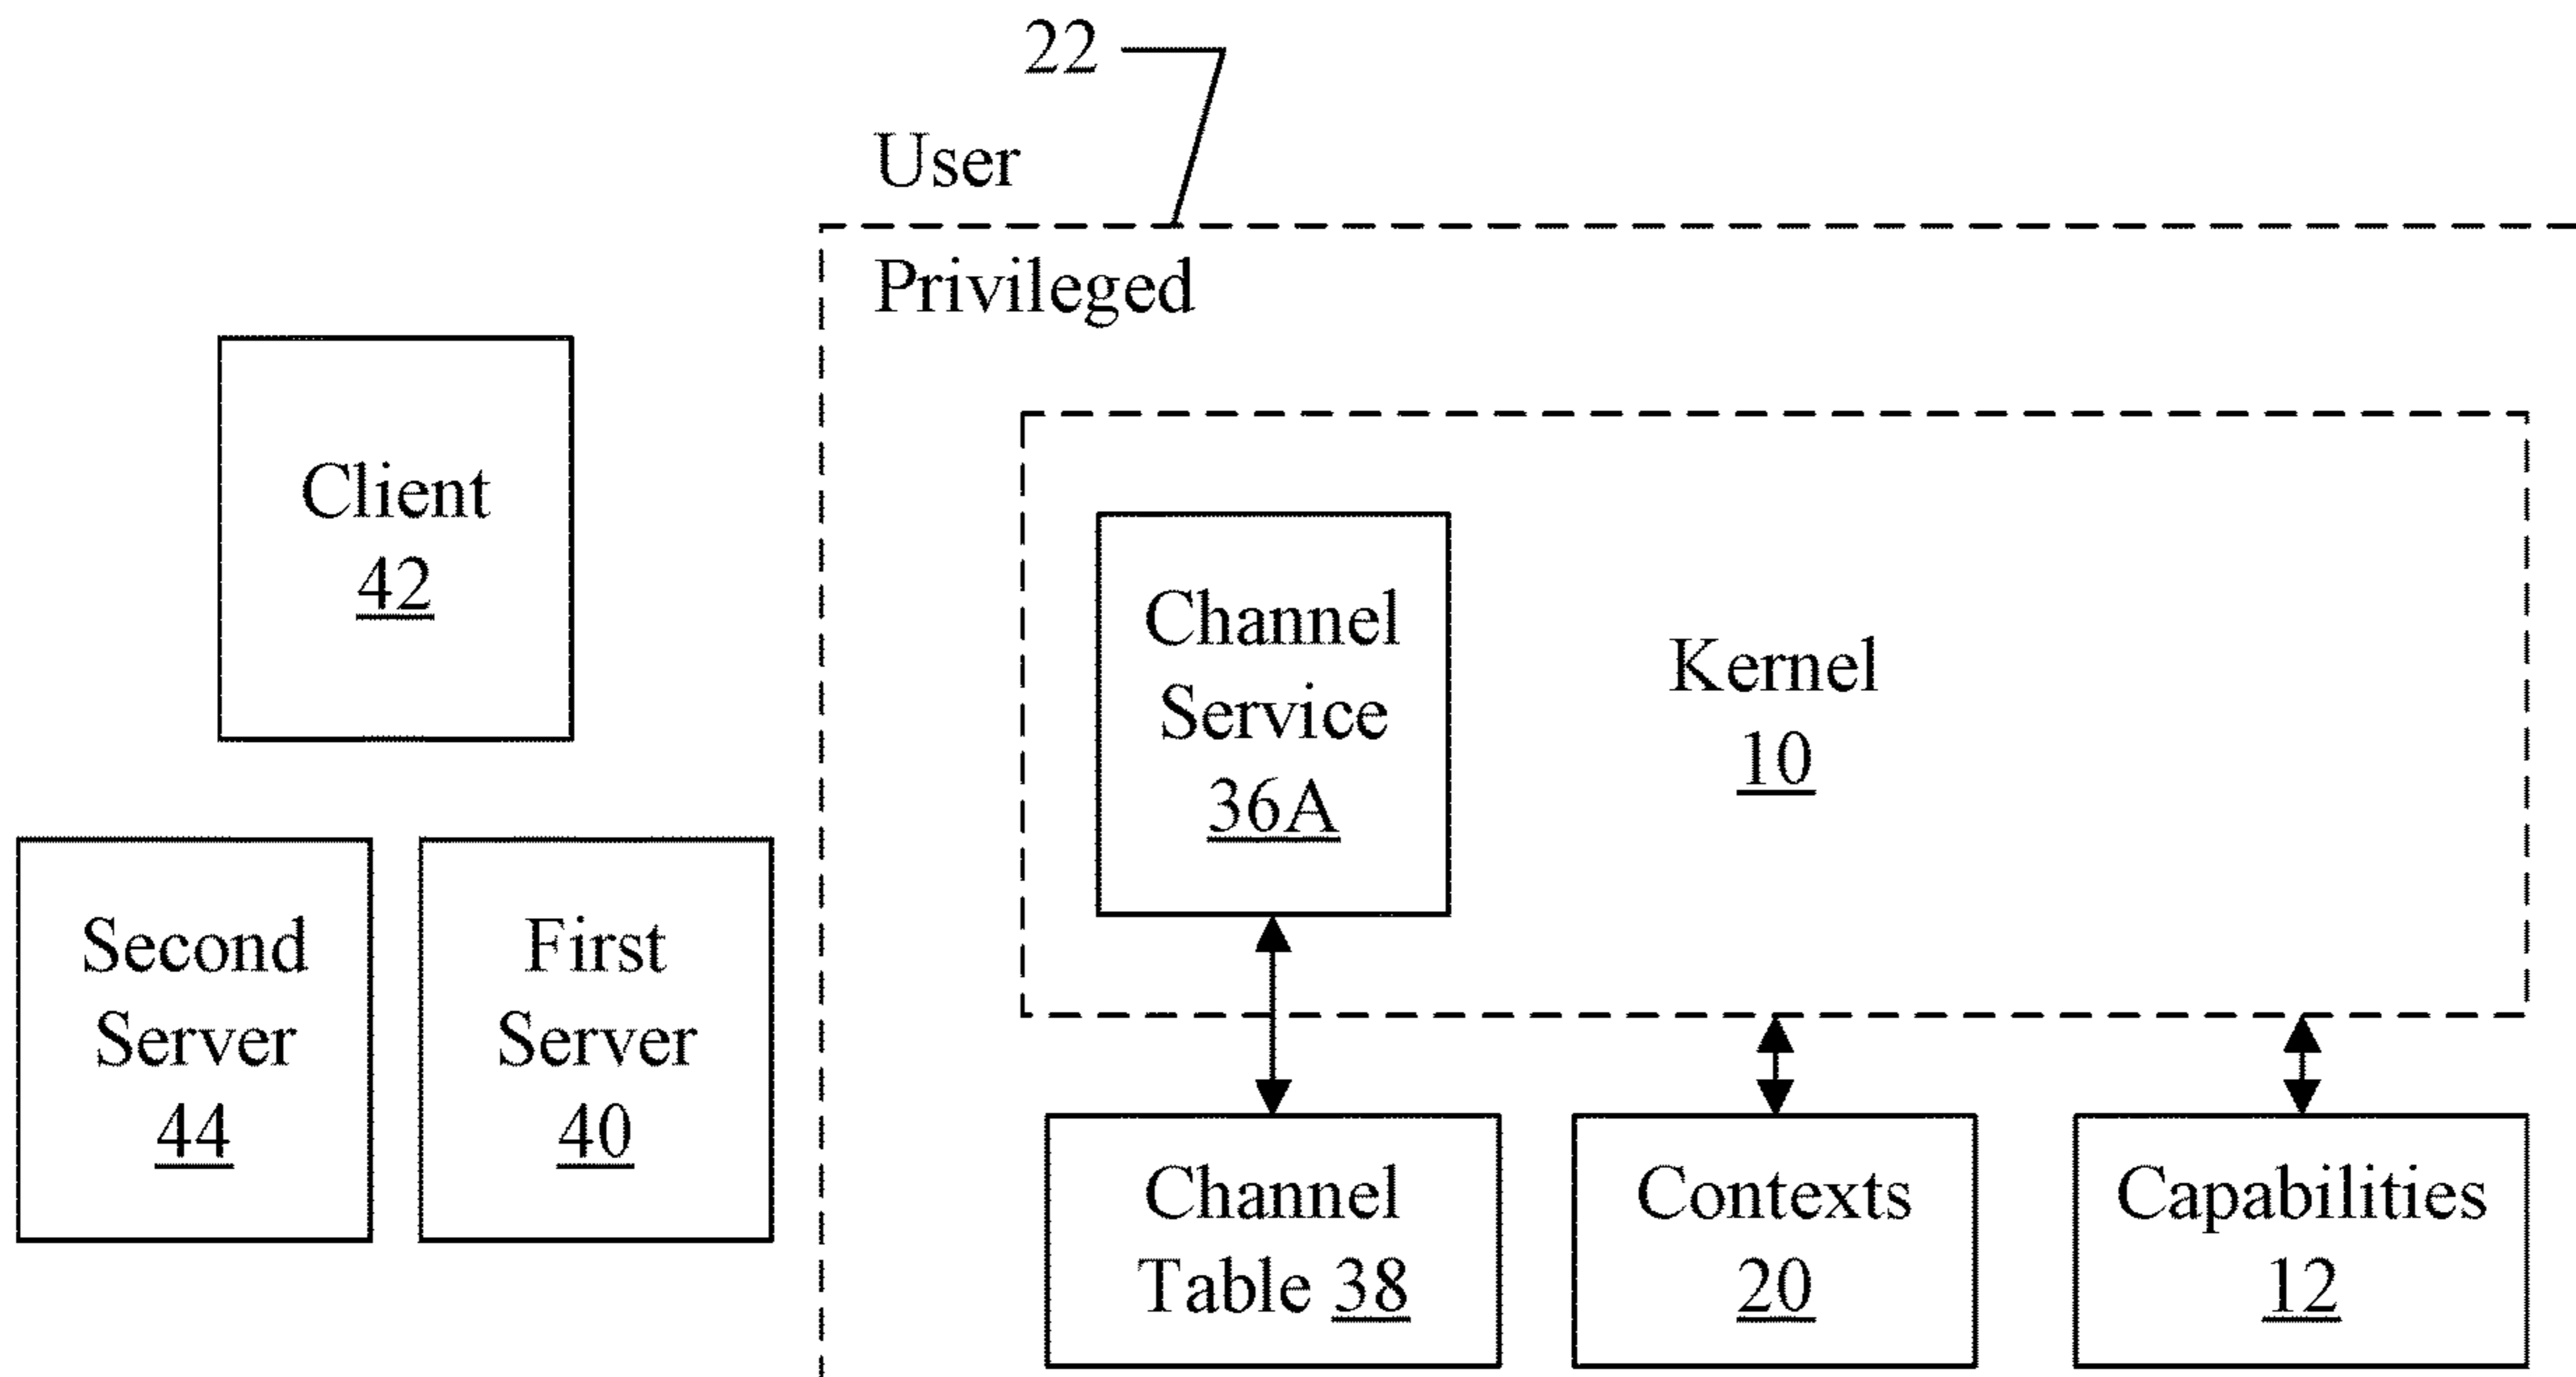 22
User
Privileged
Client
42
Channel
Service
36A
Kernel
10
Second
Server
44
First
Server
40
Channel
Table 38
Contexts
20
Capabilities
12